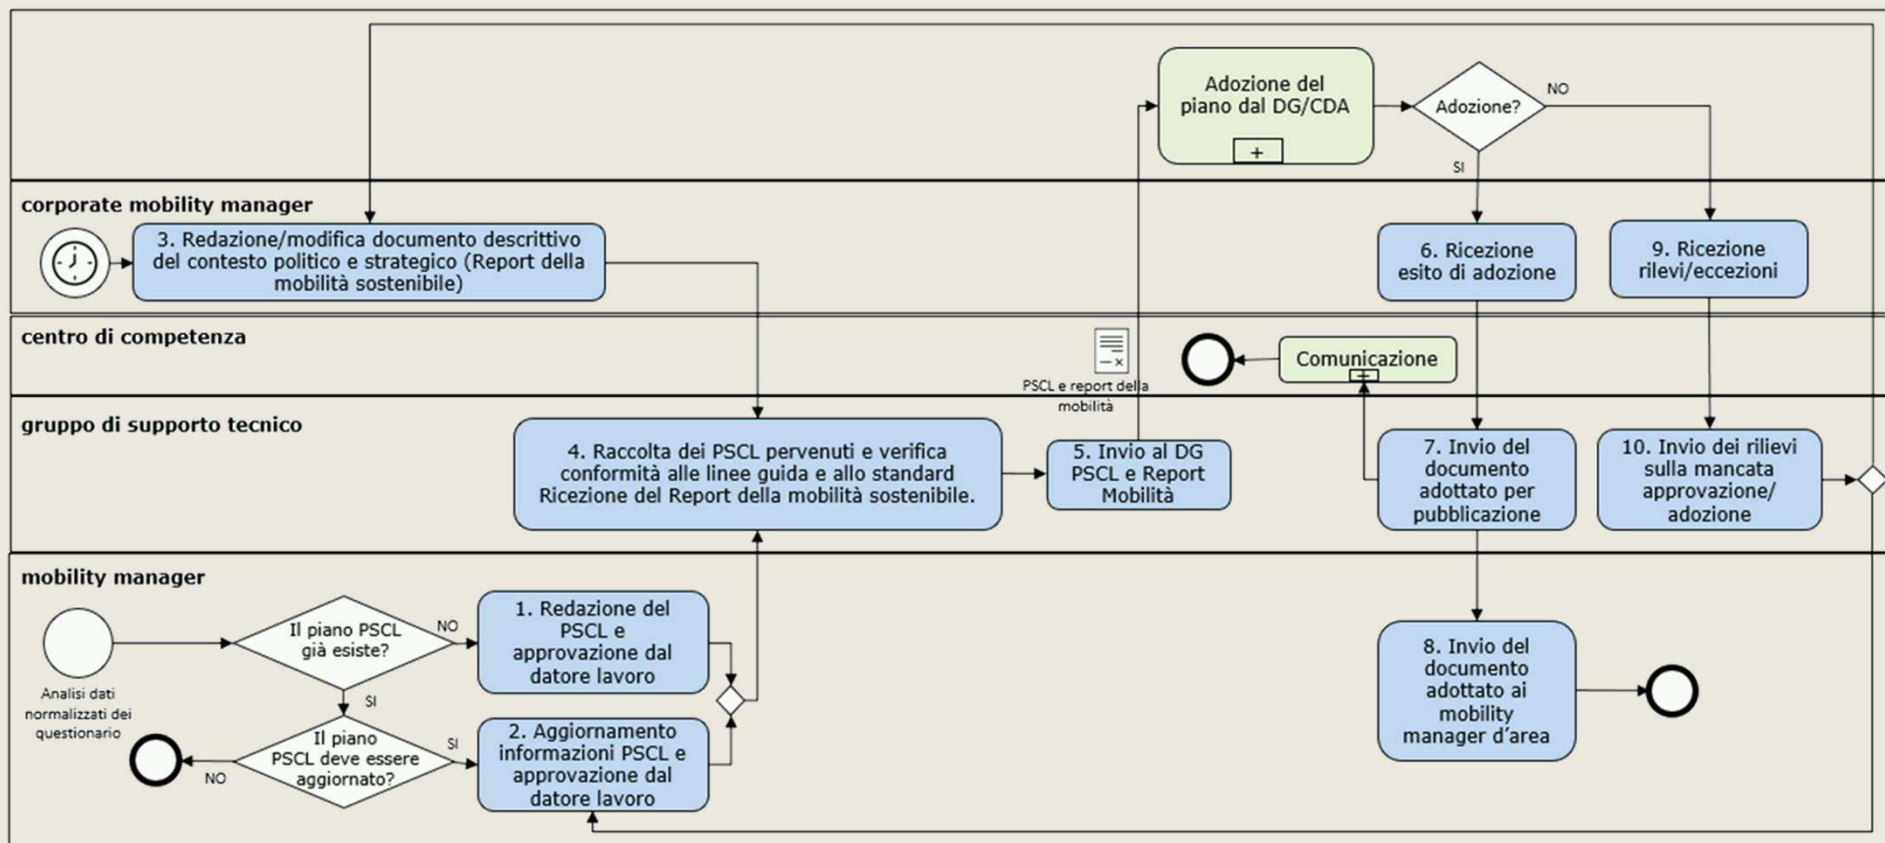 Adozione del
piano dal DG/CDA
+
Adozione?
NO
SI
corporate mobility manager
3. Redazione/modifica documento descrittivo
del contesto politico e strategico (Report della
mobilità sostenibile)
6. Ricezione
esito di adozione
9. Ricezione
rilevi/eccezioni
centro di competenza
PSCL e report della
mobilità
Comunicazione
+
gruppo di supporto tecnico
4. Raccolta dei PSCL pervenuti e verifica
conformità alle linee guida e allo standard
Ricezione del Report della mobilità sostenibile.
5. Invio al DG
PSCL e Report
Mobilità
7. Invio del
documento
adottato per
pubblicazione
10. Invio dei rilievi
sulla mancata
approvazione/
adozione
mobility manager
Analisi dati
normalizzati dei
questionario
Il piano PSCL
già esiste?
NO
SI
1. Redazione del
PSCL e
approvazione dal
datore lavoro
Il piano
PSCL deve essere
aggiornato?
NO
SI
2. Aggiornamento
informazioni PSCL e
approvazione dal
datore lavoro
8. Invio del
documento
adottato ai
mobility
manager d’area